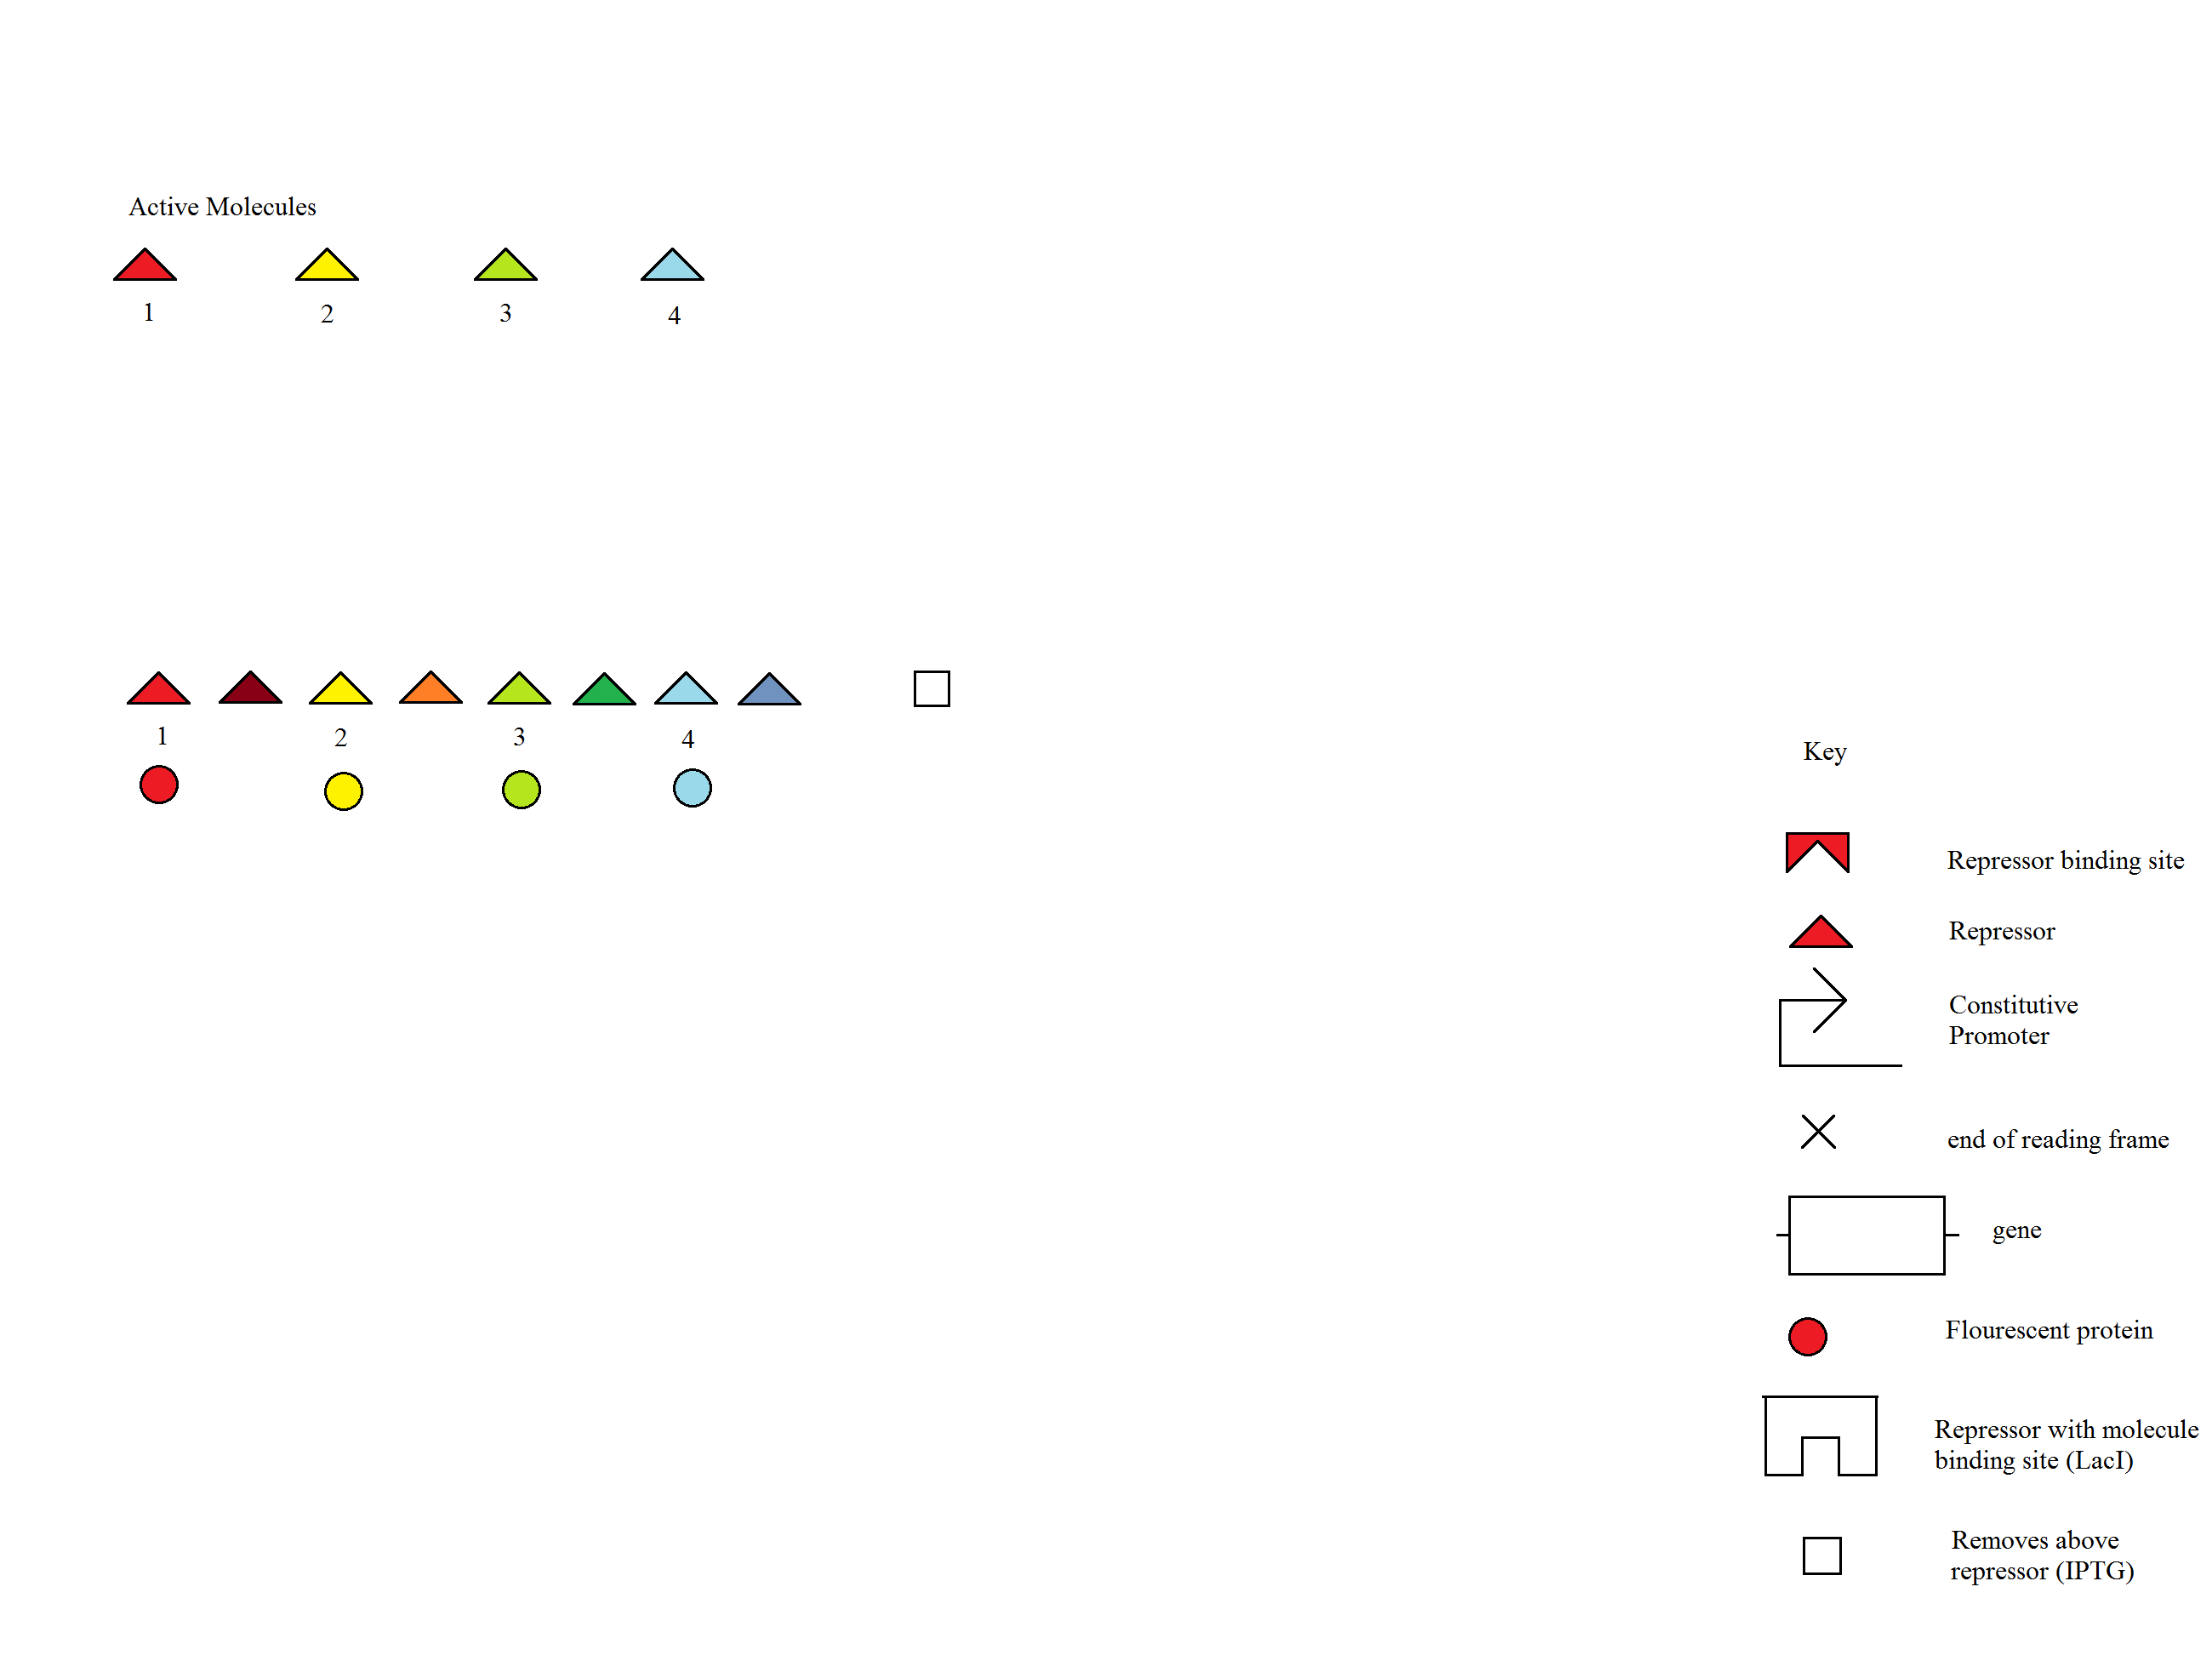 Active Molecules
1 2 3 4
1 2 3 4
Key
Repressor binding site
Repressor
Constitutive
Promoter
end of reading frame
gene
Flourescent protein
Repressor with molecule
binding site (LacI)
Removes above
repressor (IPTG)